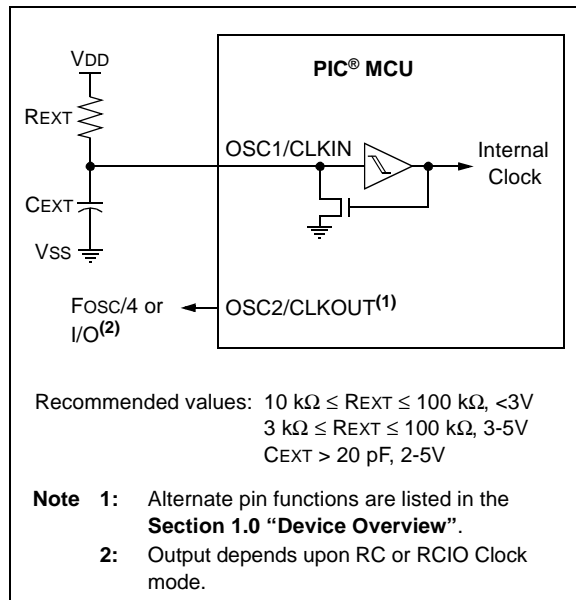 VDD
PIC® MCU
REXT
OSC1/CLKIN
Internal
Clock
CEXT
VSS
FOSC/4 or
I/O(2)
OSC2/CLKOUT(1)
Recommended values: 10 kΩ ≤ REXT ≤ 100 kΩ, <3V
3 kΩ ≤ REXT ≤ 100 kΩ, 3-5V
CEXT > 20 pF, 2-5V
Note 1: Alternate pin functions are listed in the
Section 1.0 “Device Overview”.
2: Output depends upon RC or RCIO Clock
mode.